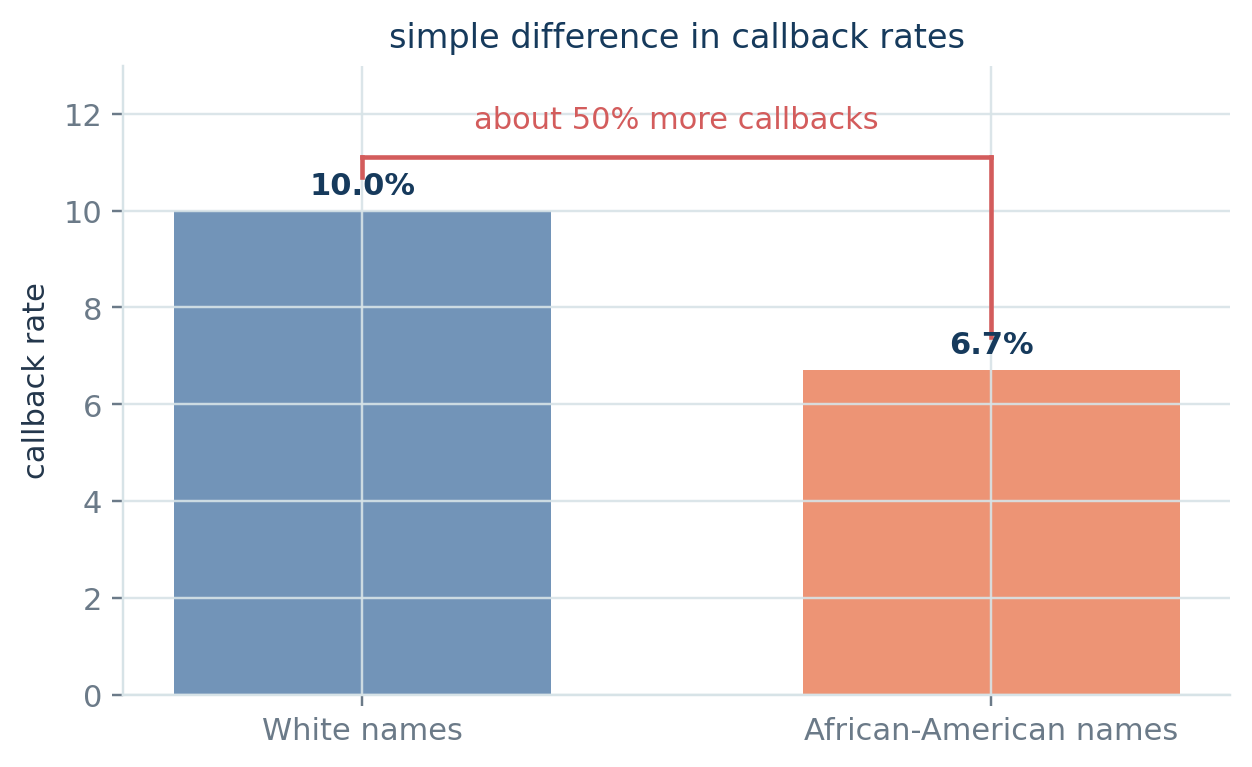 simple difference in callback rates
about 50% more callbacks
12
10
8
6
4
2
0
callback rate
10.0%
6.7%
White names
African-American names